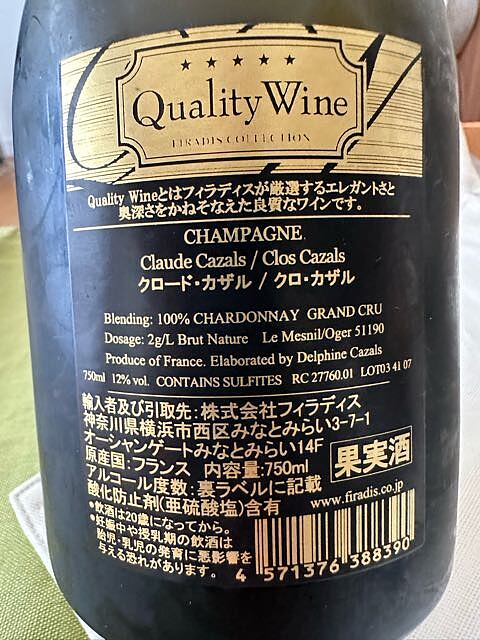 ★ ★ ★ ★ ★
Quality Wine
FIRADIS COLLECTION
Quality Wineとはフィラディスが厳選するエレガントさと
奥深さをかねそなえた良質なワインです。
CHAMPAGNE
Claude Cazals / Clos Cazals
クロード・カザル / クロ・カザル
Blending: 100% CHARDONNAY GRAND CRU
Dosage: 2g/L Brut Nature Le Mesnil/Oger 51190
Produce of France. Elaborated by Delphine Cazals
750ml 12% vol. CONTAINS SULFITES RC 27760.01 LOT03 41 07
輸入者及び引取先：株式会社フィラディス
神奈川県横浜市西区みなとみらい3-7-1
オーシャンゲートみなとみらい14F
原産国：フランス 内容量：750ml
アルコール度数：裏ラベルに記載
酸化防止剤（亜硫酸塩）含有
果実酒
www.firadis.co.jp
●飲酒は20歳になってから。
●妊娠中や授乳期の飲酒は
胎児・乳児の発育に悪影響を
与える恐れがあります。
4 571376 388390